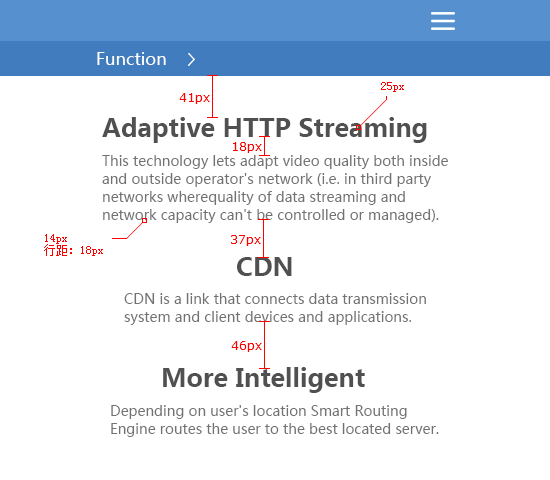 Function
25px
41px
Adaptive HTTP Streaming
18px
This technology lets adapt video quality both inside
and outside operator's network (i.e. in third party
networks wherequality of data streaming and
network capacity can't be controlled or managed).
14px
行距：18px
37px
CDN
CDN is a link that connects data transmission
system and client devices and applications.
46px
More Intelligent
Depending on user's location Smart Routing
Engine routes the user to the best located server.